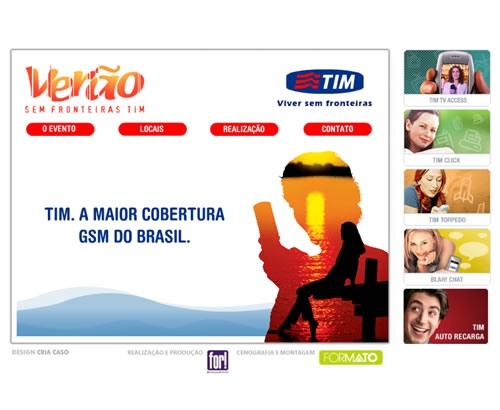 Verão
SEM FRONTEIRAS TIM
TIM
Viver sem fronteiras
O EVENTO
LOCAIS
REALIZAÇÃO
CONTATO
TIM. A MAIOR COBERTURA
GSM DO BRASIL.
TIM TV ACCESS
TIM CLICK
TIM TORPEDO
BLAH! CHAT
TIM
AUTO RECARGA
DESIGN CRIA CASO
REALIZAÇÃO E PRODUÇÃO
for!
CENOGRAFIA E MONTAGEM
FORMATO